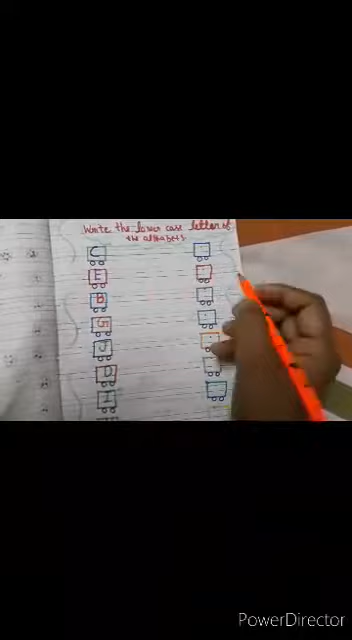 Write the lower case letter of
the alphabets
C
E
B
G
J
D
I
PowerDirector